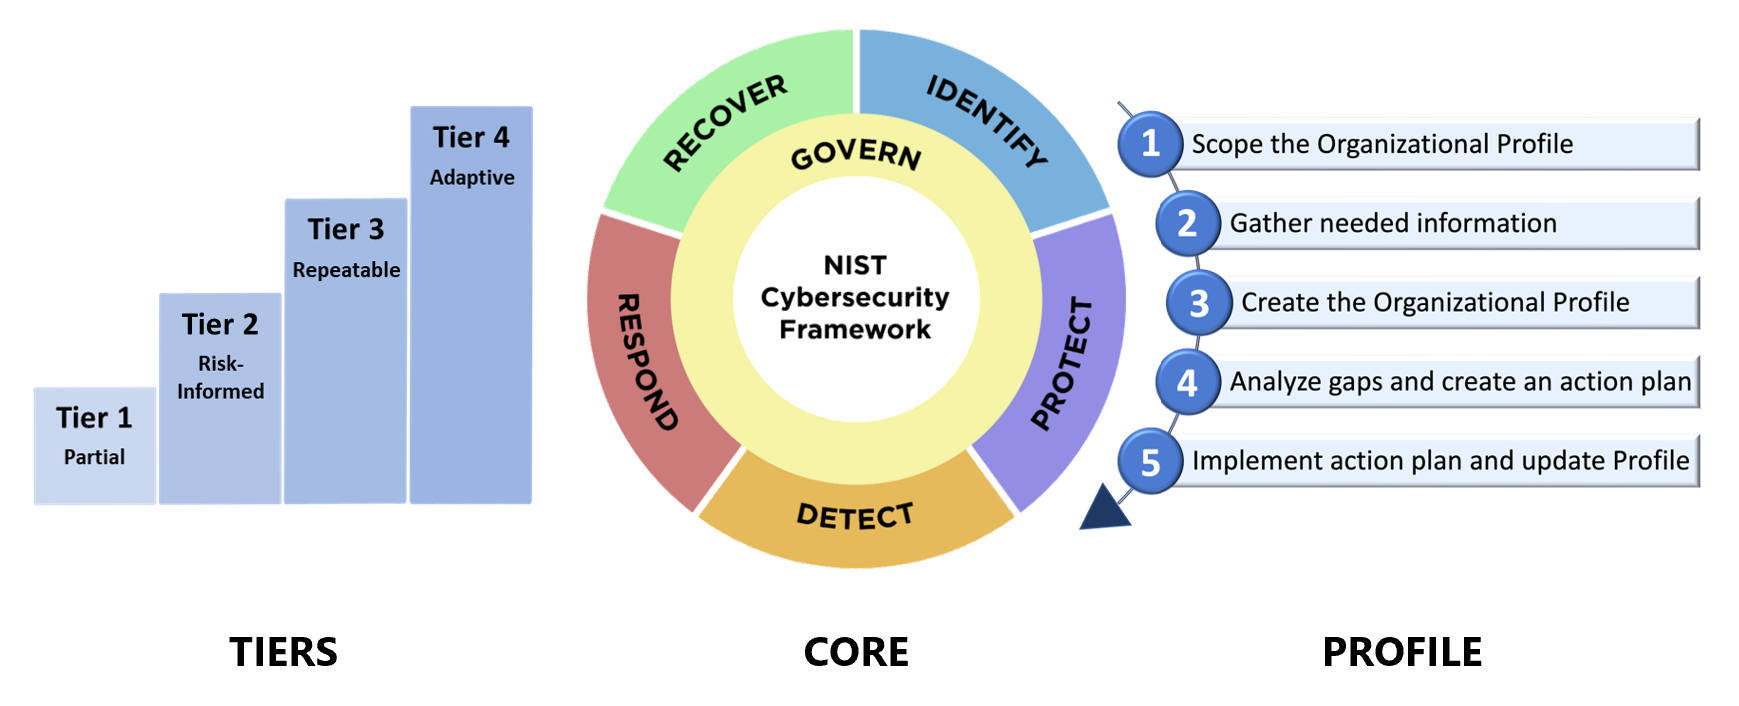 Tier 1
Partial
Tier 2
Risk-
Informed
Tier 3
Repeatable
Tier 4
Adaptive
TIERS
RECOVER
IDENTIFY
GOVERN
NIST
Cybersecurity
Framework
RESPOND
PROTECT
DETECT
CORE
1 Scope the Organizational Profile
2 Gather needed information
3 Create the Organizational Profile
4 Analyze gaps and create an action plan
5 Implement action plan and update Profile
PROFILE